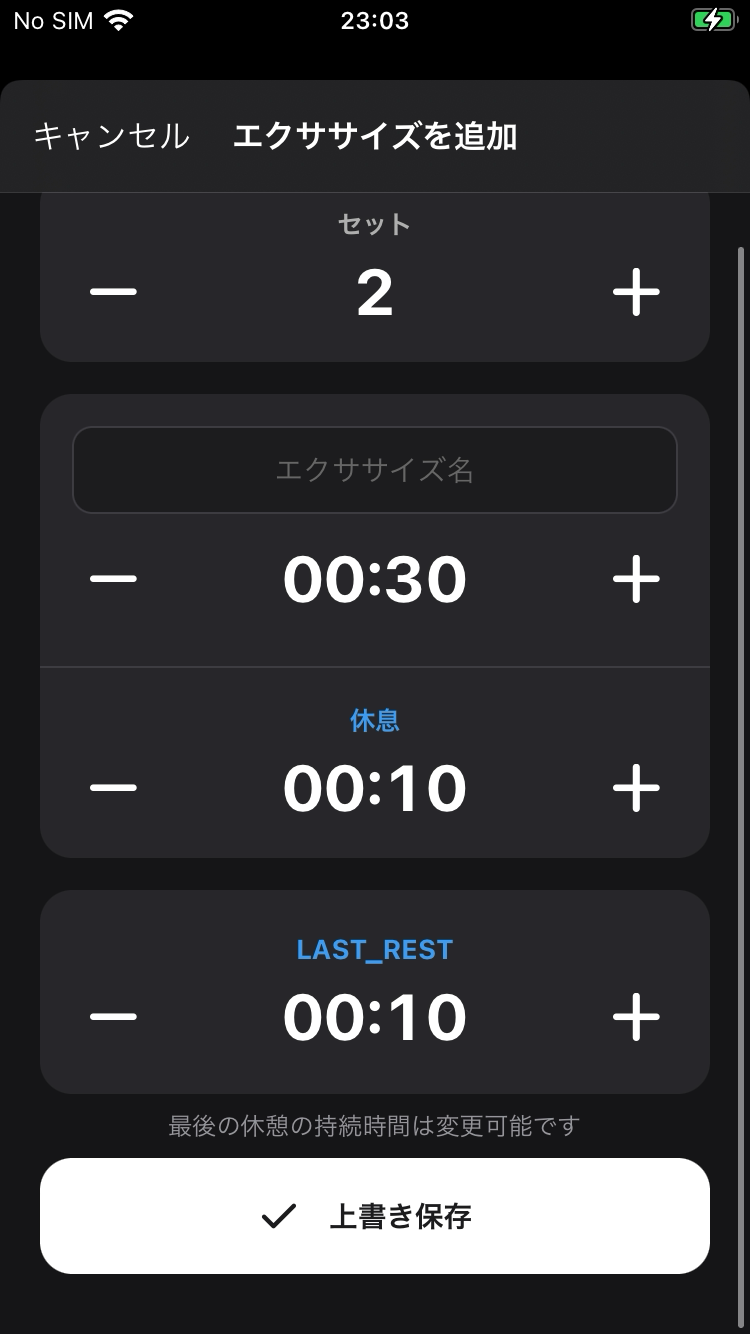 No SIM 23:03
キャンセル エクササイズを追加
セット
2
エクササイズ名
00:30
休息
00:10
LAST_REST
00:10
最後の休憩の持続時間は変更可能です
上書き保存